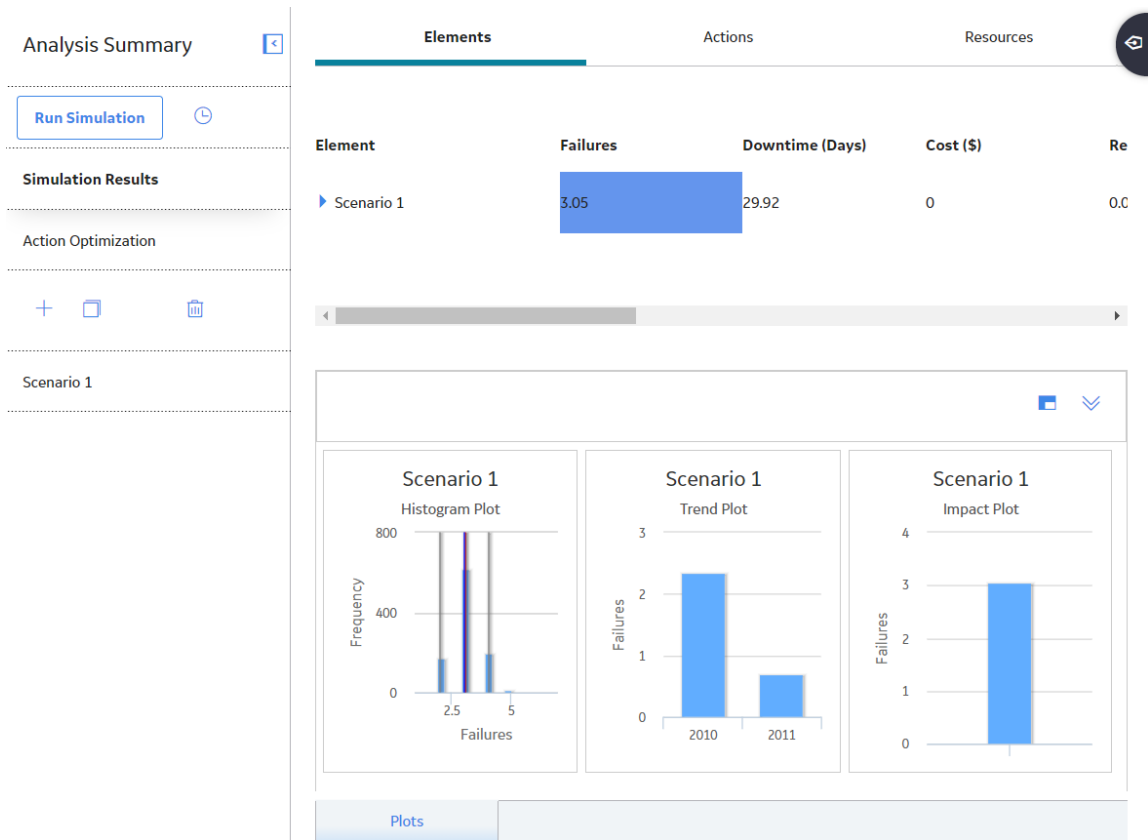 Analysis Summary
Run Simulation
Simulation Results
Action Optimization
Scenario 1
Elements Actions Resources
Element Failures Downtime (Days) Cost ($) Re
Scenario 1 3.05 29.92 0 0.0
Scenario 1
Histogram Plot
800
400
0
Frequency
2.5 5
Failures
Scenario 1
Trend Plot
3
2
1
0
Failures
2010 2011
Scenario 1
Impact Plot
4
3
2
1
0
Failures
Plots